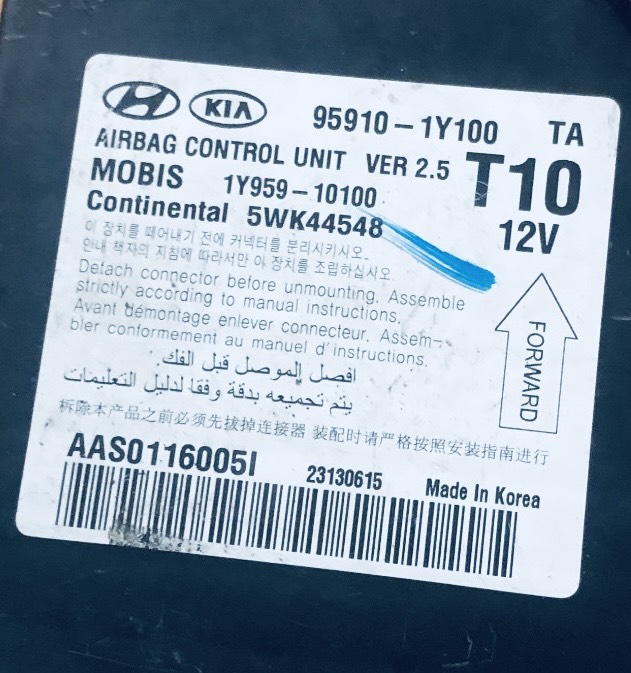 KIA 95910-1Y100 TA
AIRBAG CONTROL UNIT VER 2.5 T10
MOBIS 1Y959-10100
Continental 5WK44548 12V
이 장치를 떼어내기 전에 커넥터를 분리시키시오.
안내 책자의 지침에 따라서만 이 장치를 조립하십시오.
Detach connector before unmounting. Assemble
strictly according to manual instructions.
Avant démontage enlever connecteur. Assem-
bler conformement au manuel d'instructions.
افصل الموصل قبل الفك
يتم تجميعه بدقة وفقا لدليل التعليمات
拆除本产品之前必须先拔掉连接器 装配时请严格按照安装指南进行
FORWARD
AAS0116005I 23130615 Made In Korea